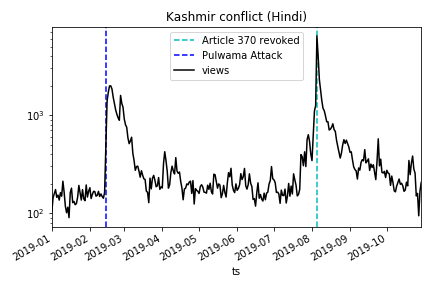 Kashmir conflict (Hindi)
Article 370 revoked
Pulwama Attack
views
10³
10²
2019-01
2019-02
2019-03
2019-04
2019-05
2019-06
2019-07
2019-08
2019-09
2019-10
ts